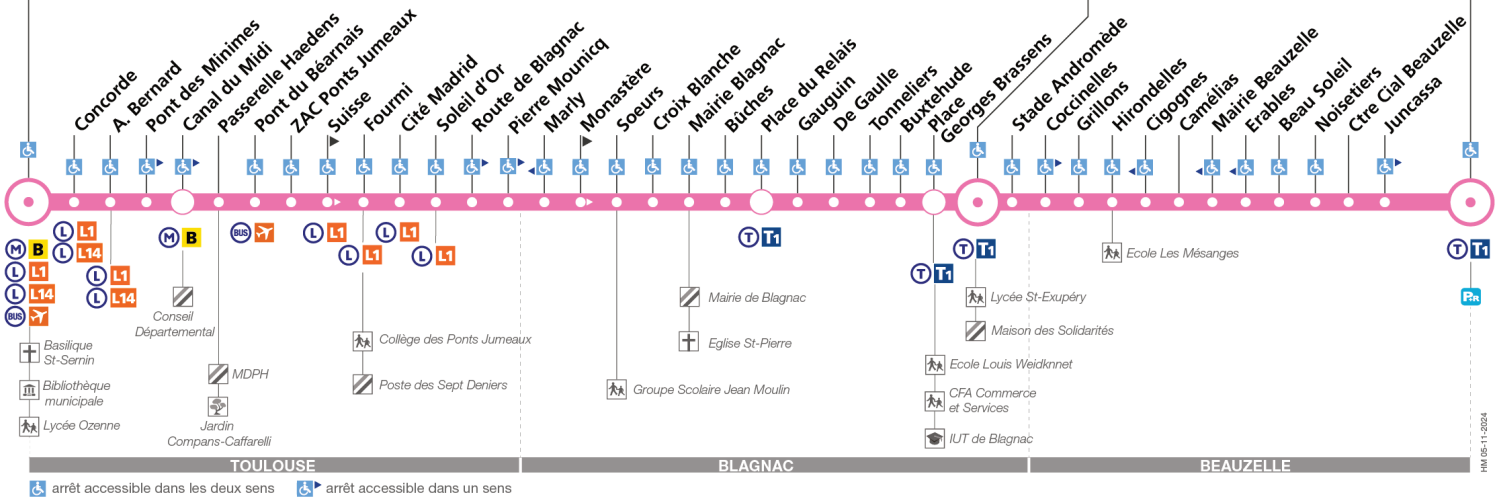 Concorde
A. Bernard
Pont des Minimes
Canal du Midi
Passerelle Haedens
Pont du Béarnais
ZAC Ponts Jumeaux
Suisse
Fourmi
Cité Madrid
Soleil d'Or
Route de Blagnac
Pierre Mounicq
Marly
Monastère
Soeurs
Croix Blanche
Mairie Blagnac
Bûches
Place du Relais
Gauguin
De Gaulle
Tonneliers
Buxtehude
Place
Georges Brassens
Stade Andromède
Coccinelles
Grillons
Hirondelles
Cigognes
Camélias
Mairie Beauzelle
Erables
Beau Soleil
Noisetiers
Ctre Cial Beauzelle
Juncassa
M B
L L1
L L14
BUS
L L1
L L14
L L1
L L14
M B
BUS
L L1
L L1
L L1
L L1
T T1
T T1
T T1
T T1
P+R
Basilique
St-Sernin
Bibliothèque
municipale
Lycée Ozenne
Conseil
Départemental
MDPH
Jardin
Compans-Caffarelli
Collège des Ponts Jumeaux
Poste des Sept Deniers
Groupe Scolaire Jean Moulin
Mairie de Blagnac
Eglise St-Pierre
Ecole Louis Weidknnet
CFA Commerce
et Services
IUT de Blagnac
Lycée St-Exupéry
Maison des Solidarités
Ecole Les Mésanges
TOULOUSE
BLAGNAC
BEAUZELLE
HM 05-11-2024
arrêt accessible dans les deux sens
arrêt accessible dans un sens